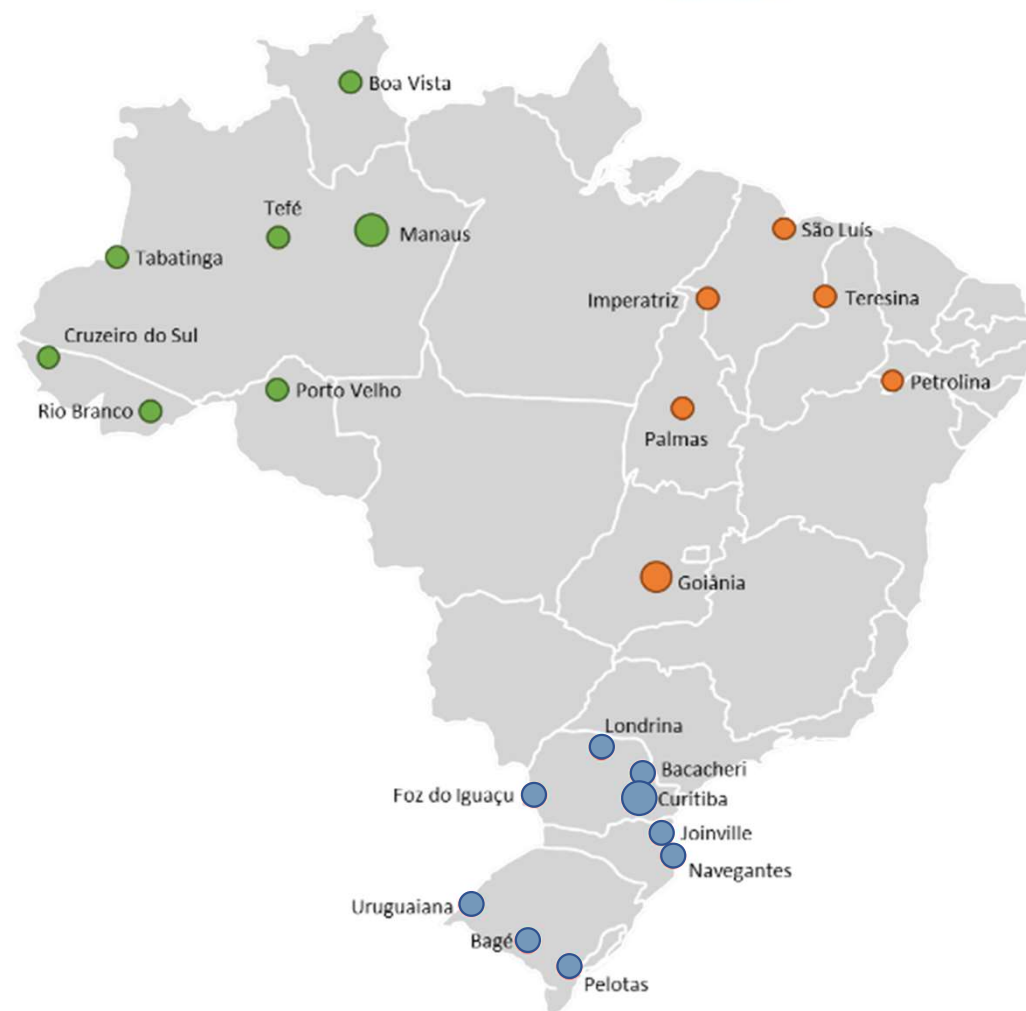 Boa Vista
Tefé
Manaus
São Luís
Tabatinga
Imperatriz
Teresina
Cruzeiro do Sul
Petrolina
Porto Velho
Rio Branco
Palmas
Goiânia
Londrina
Bacacheri
Foz do Iguaçu
Curitiba
Joinville
Navegantes
Uruguaiana
Bagé
Pelotas